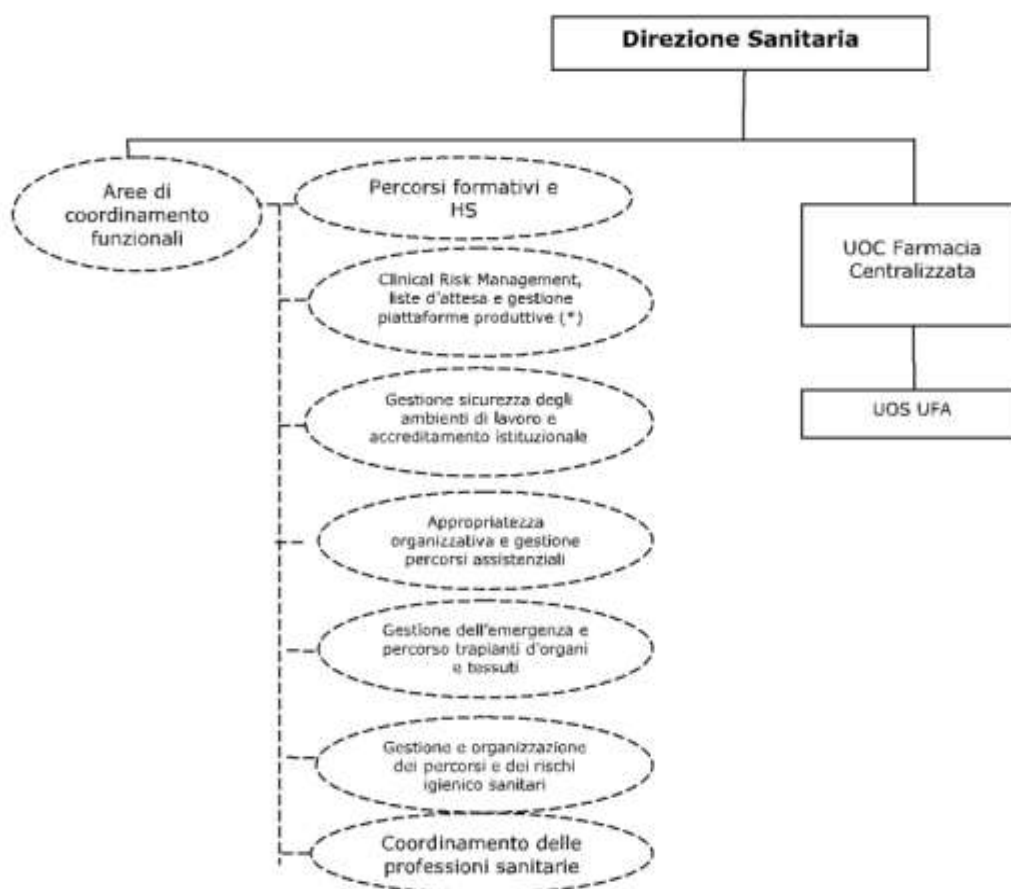 Direzione Sanitaria
Aree di
coordinamento
funzionali
Percorsi formativi e
HS
Clinical Risk Management,
liste d'attesa e gestione
piattaforme produttive (*)
Gestione sicurezza degli
ambienti di lavoro e
accreditamento istituzionale
Appropriatezza
organizzativa e gestione
percorsi assistenziali
Gestione dell'emergenza e
percorso trapianti d'organi
e tessuti
Gestione e organizzazione
dei percorsi e dei rischi
igienico sanitari
Coordinamento delle
professioni sanitarie
UOC Farmacia
Centralizzata
UOS UFA